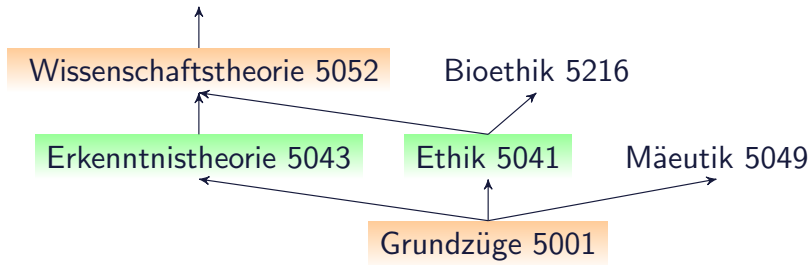 Wissenschaftstheorie 5052
Bioethik 5216
Erkenntnistheorie 5043
Ethik 5041
Mäeutik 5049
Grundzüge 5001